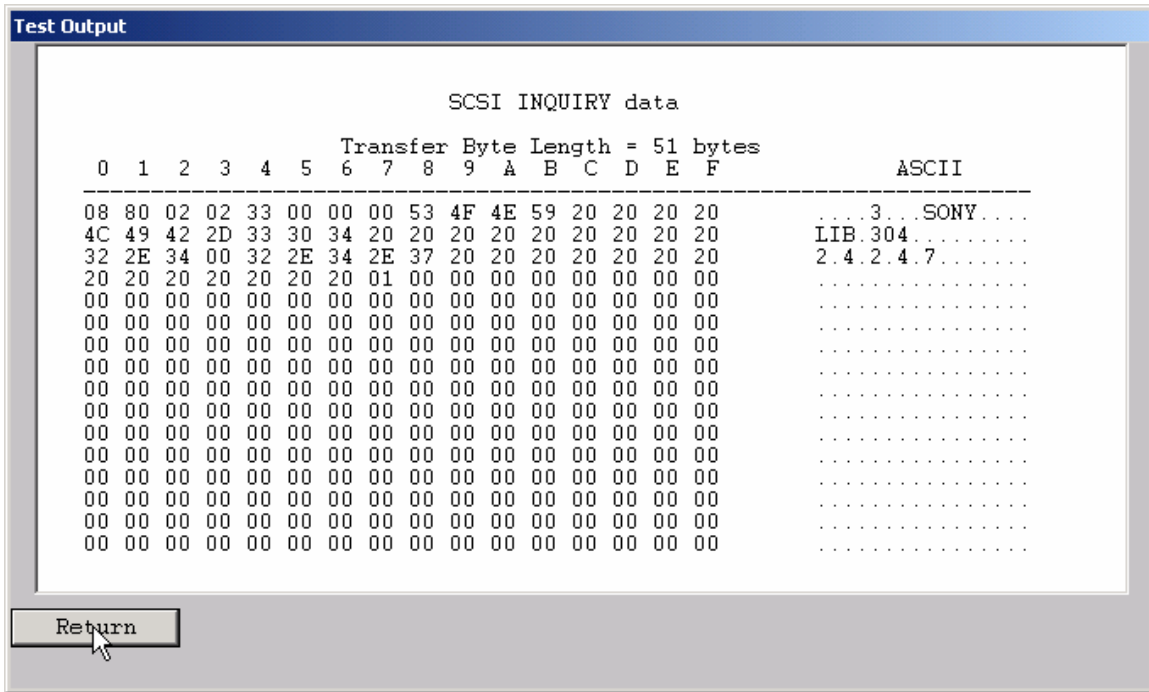 Test Output
SCSI INQUIRY data
Transfer Byte Length = 51 bytes
0 1 2 3 4 5 6 7 8 9 A B C D E F ASCII
--------------------------------------------------------------------------------
08 80 02 02 33 00 00 00 53 4F 4E 59 20 20 20 20 ....3...SONY....
4C 49 42 2D 33 30 34 20 20 20 20 20 20 20 20 20 LIB.304.........
32 2E 34 00 32 2E 34 2E 37 20 20 20 20 20 20 20 2.4.2.4.7.......
20 20 20 20 20 20 20 01 00 00 00 00 00 00 00 00 ................
00 00 00 00 00 00 00 00 00 00 00 00 00 00 00 00 ................
00 00 00 00 00 00 00 00 00 00 00 00 00 00 00 00 ................
00 00 00 00 00 00 00 00 00 00 00 00 00 00 00 00 ................
00 00 00 00 00 00 00 00 00 00 00 00 00 00 00 00 ................
00 00 00 00 00 00 00 00 00 00 00 00 00 00 00 00 ................
00 00 00 00 00 00 00 00 00 00 00 00 00 00 00 00 ................
00 00 00 00 00 00 00 00 00 00 00 00 00 00 00 00 ................
00 00 00 00 00 00 00 00 00 00 00 00 00 00 00 00 ................
00 00 00 00 00 00 00 00 00 00 00 00 00 00 00 00 ................
00 00 00 00 00 00 00 00 00 00 00 00 00 00 00 00 ................
00 00 00 00 00 00 00 00 00 00 00 00 00 00 00 00 ................
00 00 00 00 00 00 00 00 00 00 00 00 00 00 00 00 ................
Return